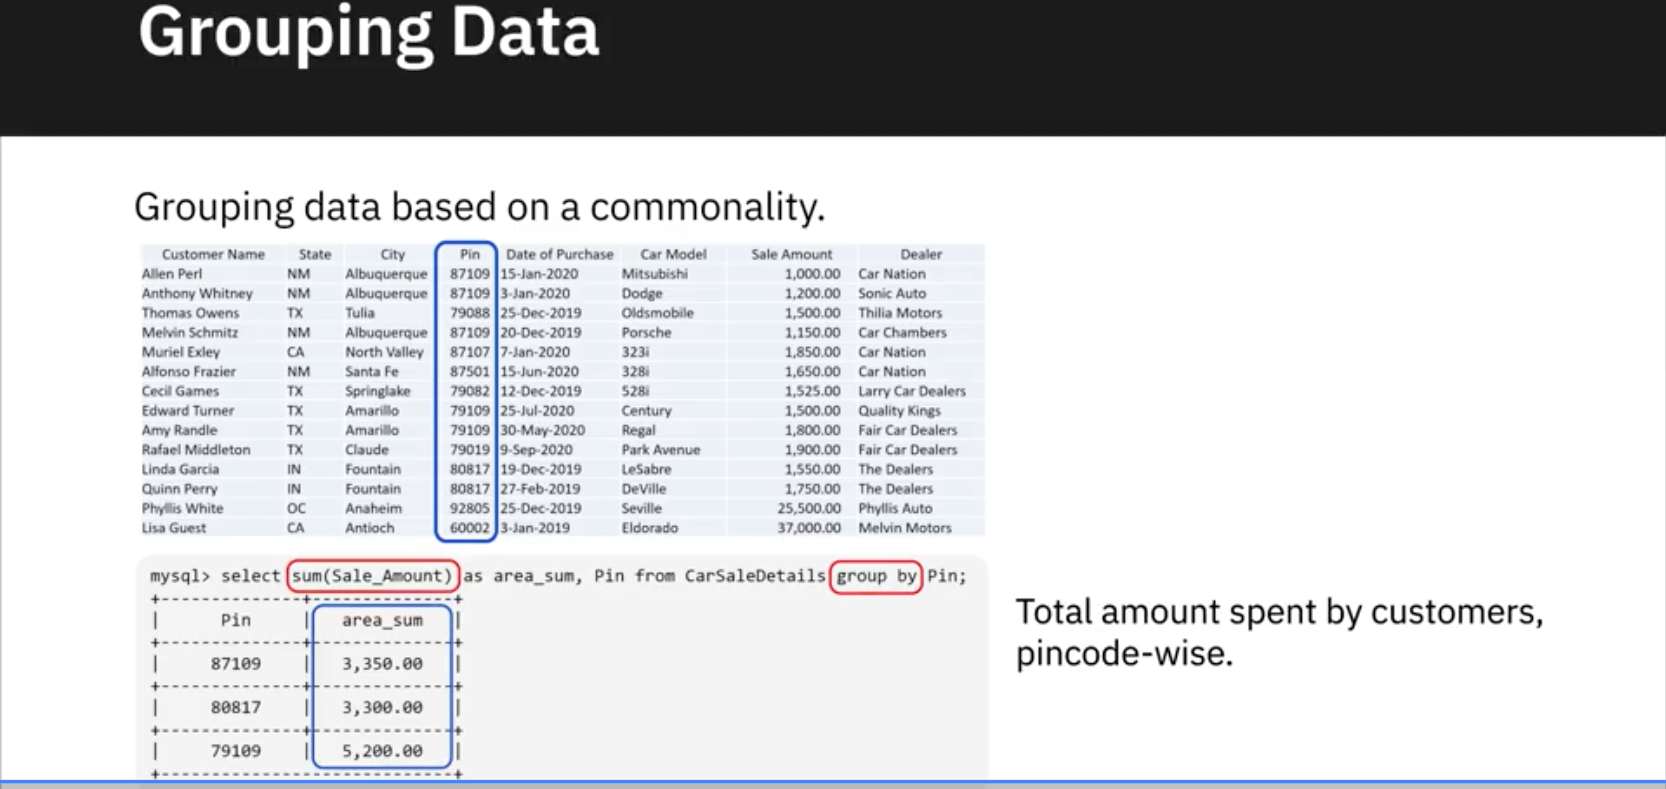 Grouping Data
Grouping data based on a commonality.
Customer Name State City Pin Date of Purchase Car Model Sale Amount Dealer
Allen Perl NM Albuquerque 87109 15-Jan-2020 Mitsubishi 1,000.00 Car Nation
Anthony Whitney NM Albuquerque 87109 3-Jan-2020 Dodge 1,200.00 Sonic Auto
Thomas Owens TX Tulia 79088 25-Dec-2019 Oldsmobile 1,500.00 Thilia Motors
Melvin Schmitz NM Albuquerque 87109 20-Dec-2019 Porsche 1,150.00 Car Chambers
Muriel Exley CA North Valley 87107 7-Jan-2020 323i 1,850.00 Car Nation
Alfonso Frazier NM Santa Fe 87501 15-Jun-2020 328i 1,650.00 Car Nation
Cecil Games TX Springlake 79082 12-Dec-2019 528i 1,525.00 Larry Car Dealers
Edward Turner TX Amarillo 79109 25-Jul-2020 Century 1,500.00 Quality Kings
Amy Randle TX Amarillo 79109 30-May-2020 Regal 1,800.00 Fair Car Dealers
Rafael Middleton TX Claude 79019 9-Sep-2020 Park Avenue 1,900.00 Fair Car Dealers
Linda Garcia IN Fountain 80817 19-Dec-2019 LeSabre 1,550.00 The Dealers
Quinn Perry IN Fountain 80817 27-Feb-2019 DeVille 1,750.00 The Dealers
Phyllis White OC Anaheim 92805 25-Dec-2019 Seville 25,500.00 Phyllis Auto
Lisa Guest CA Antioch 60002 3-Jan-2019 Eldorado 37,000.00 Melvin Motors
mysql> select sum(Sale_Amount) as area_sum, Pin from CarSaleDetails group by Pin;
Pin area_sum
87109 3,350.00
80817 3,300.00
79109 5,200.00
Total amount spent by customers,
pincode-wise.